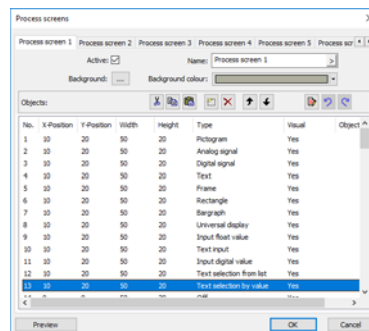 Process screens
Process screen 1 Process screen 2 Process screen 3 Process screen 4 Process screen 5 Process scr
Active: Name: Process screen 1 >
Background: ... Background colour:
Objects:
No. X-Position Y-Position Width Height Type Visual Object
1 10 20 50 20 Pictogram Yes
2 10 20 50 20 Analog signal Yes
3 10 20 50 20 Digital signal Yes
4 10 20 50 20 Text Yes
5 10 20 50 20 Frame Yes
6 10 20 50 20 Rectangle Yes
7 10 20 50 20 Bargraph Yes
8 10 20 50 20 Universal display Yes
9 10 20 50 20 Input float value Yes
10 10 20 50 20 Text input Yes
11 10 20 50 20 Input digital value Yes
12 10 20 50 20 Text selection from list Yes
13 10 20 50 20 Text selection by value Yes
Preview OK Cancel